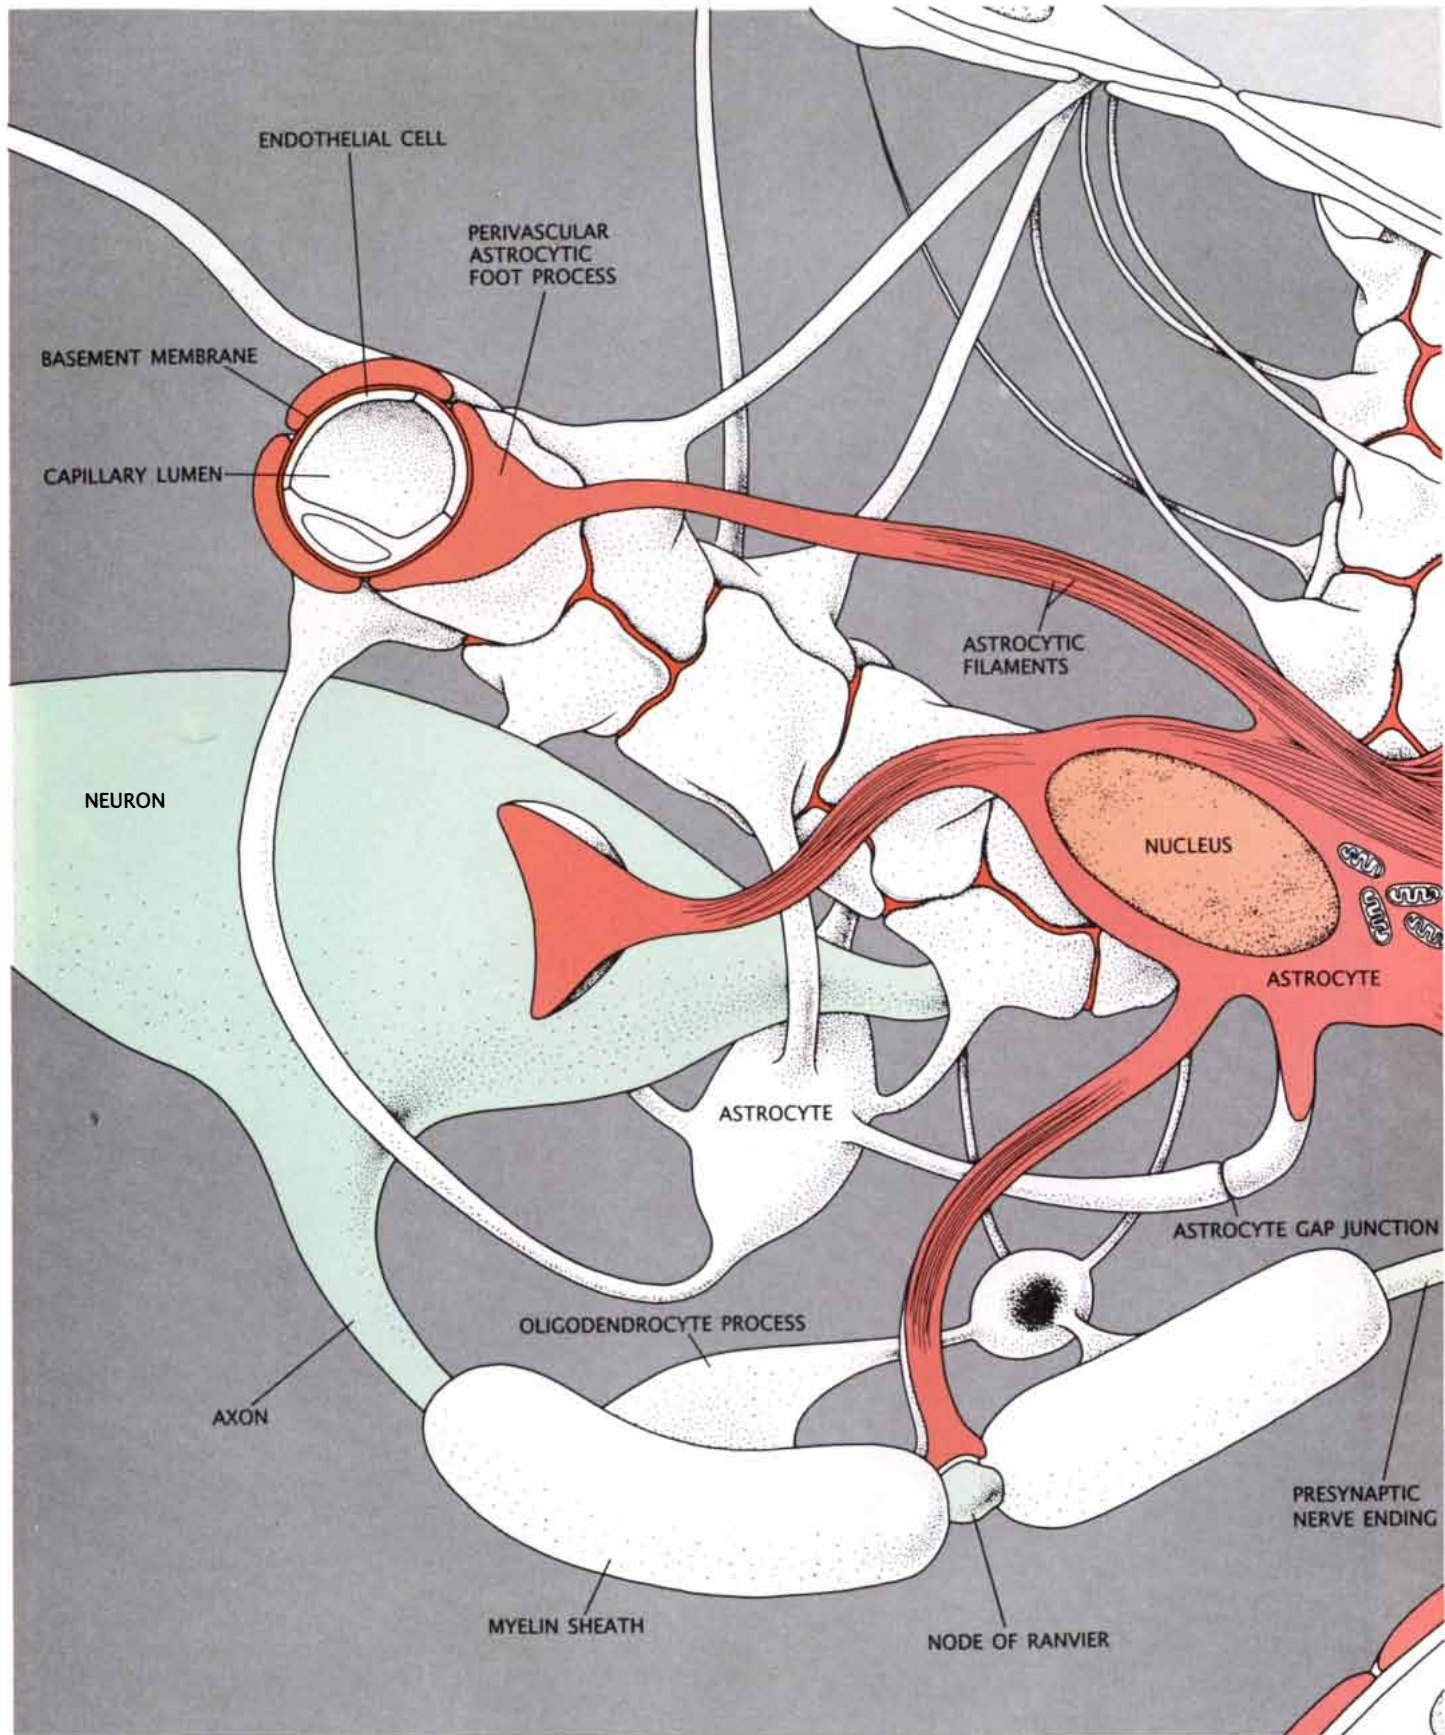 ENDOTHELIAL CELL
PERIVASCULAR
ASTROCYTIC
FOOT PROCESS
BASEMENT MEMBRANE
CAPILLARY LUMEN
ASTROCYTIC
FILAMENTS
NEURON
NUCLEUS
ASTROCYTE
ASTROCYTE
ASTROCYTE GAP JUNCTION
OLIGODENDROCYTE PROCESS
AXON
PRESYNAPTIC
NERVE ENDING
MYELIN SHEATH
NODE OF RANVIER